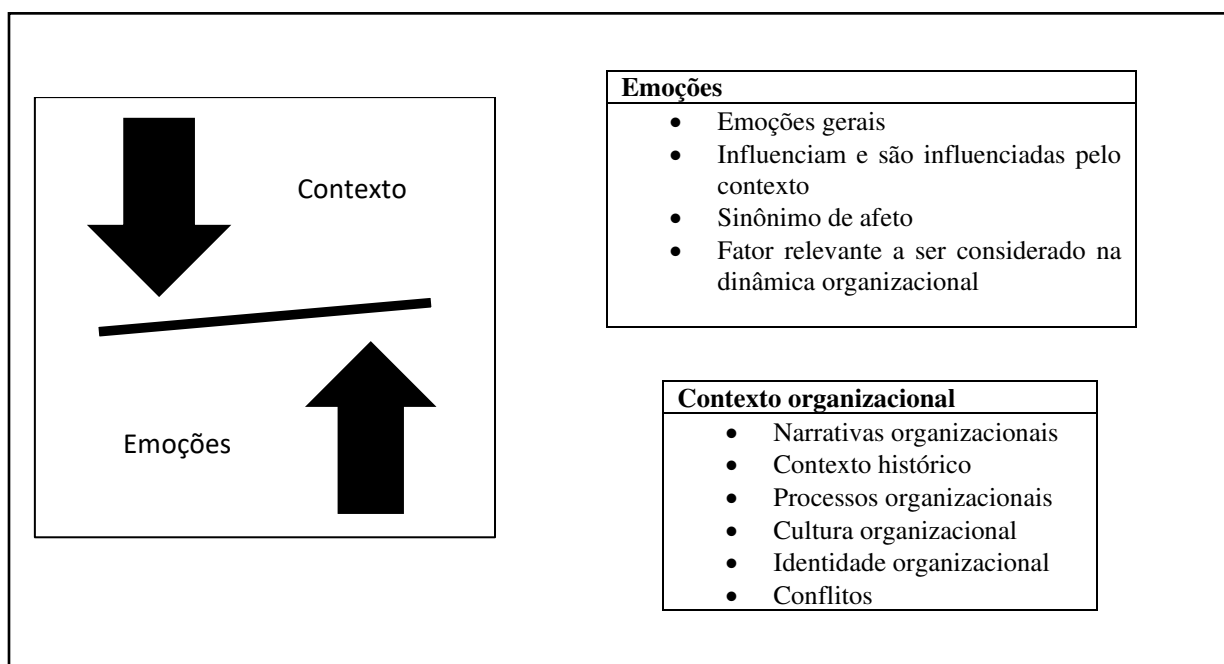 Contexto
Emoções
Emoções
• Emoções gerais
• Influenciam e são influenciadas pelo
contexto
• Sinônimo de afeto
• Fator relevante a ser considerado na
dinâmica organizacional
Contexto organizacional
• Narrativas organizacionais
• Contexto histórico
• Processos organizacionais
• Cultura organizacional
• Identidade organizacional
• Conflitos